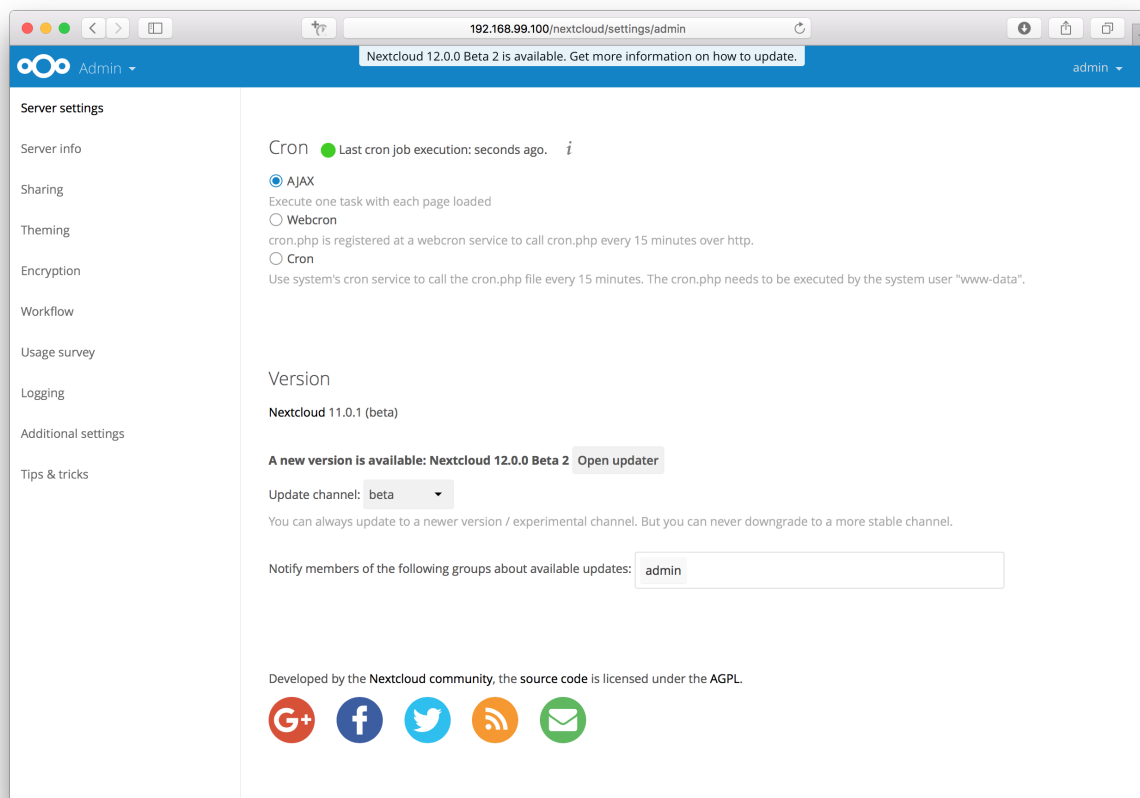 192.168.99.100/nextcloud/settings/admin
Nextcloud 12.0.0 Beta 2 is available. Get more information on how to update.
Admin
admin
Server settings
Server info
Sharing
Theming
Encryption
Workflow
Usage survey
Logging
Additional settings
Tips & tricks
Cron Last cron job execution: seconds ago. i
AJAX
Execute one task with each page loaded
Webcron
cron.php is registered at a webcron service to call cron.php every 15 minutes over http.
Cron
Use system's cron service to call the cron.php file every 15 minutes. The cron.php needs to be executed by the system user "www-data".
Version
Nextcloud 11.0.1 (beta)
A new version is available: Nextcloud 12.0.0 Beta 2 Open updater
Update channel: beta
You can always update to a newer version / experimental channel. But you can never downgrade to a more stable channel.
Notify members of the following groups about available updates: admin
Developed by the Nextcloud community, the source code is licensed under the AGPL.
G+ f